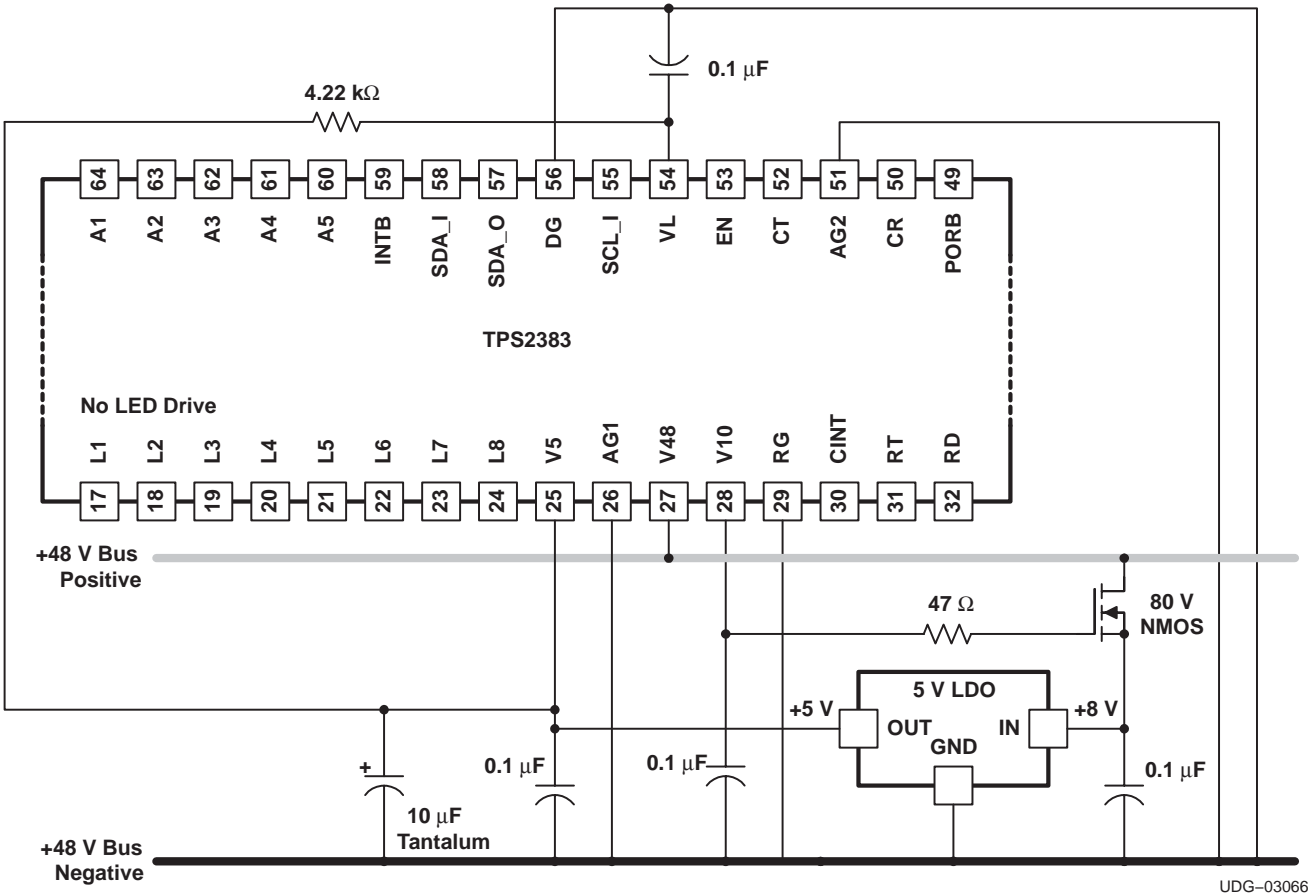 0.1 μF
4.22 kΩ
64 63 62 61 60 59 58 57 56 55 54 53 52 51 50 49
A1 A2 A3 A4 A5 INTB SDA_I SDA_O DG SCL_I VL EN CT AG2 CR PORB
TPS2383
No LED Drive
L1 L2 L3 L4 L5 L6 L7 L8 V5 AG1 V48 V10 RG CINT RT RD
17 18 19 20 21 22 23 24 25 26 27 28 29 30 31 32
+48 V Bus
Positive
47 Ω
80 V
NMOS
5 V LDO
+5 V
OUT
IN
+8 V
GND
0.1 μF
0.1 μF
0.1 μF
+
10 μF
Tantalum
+48 V Bus
Negative
UDG–03066